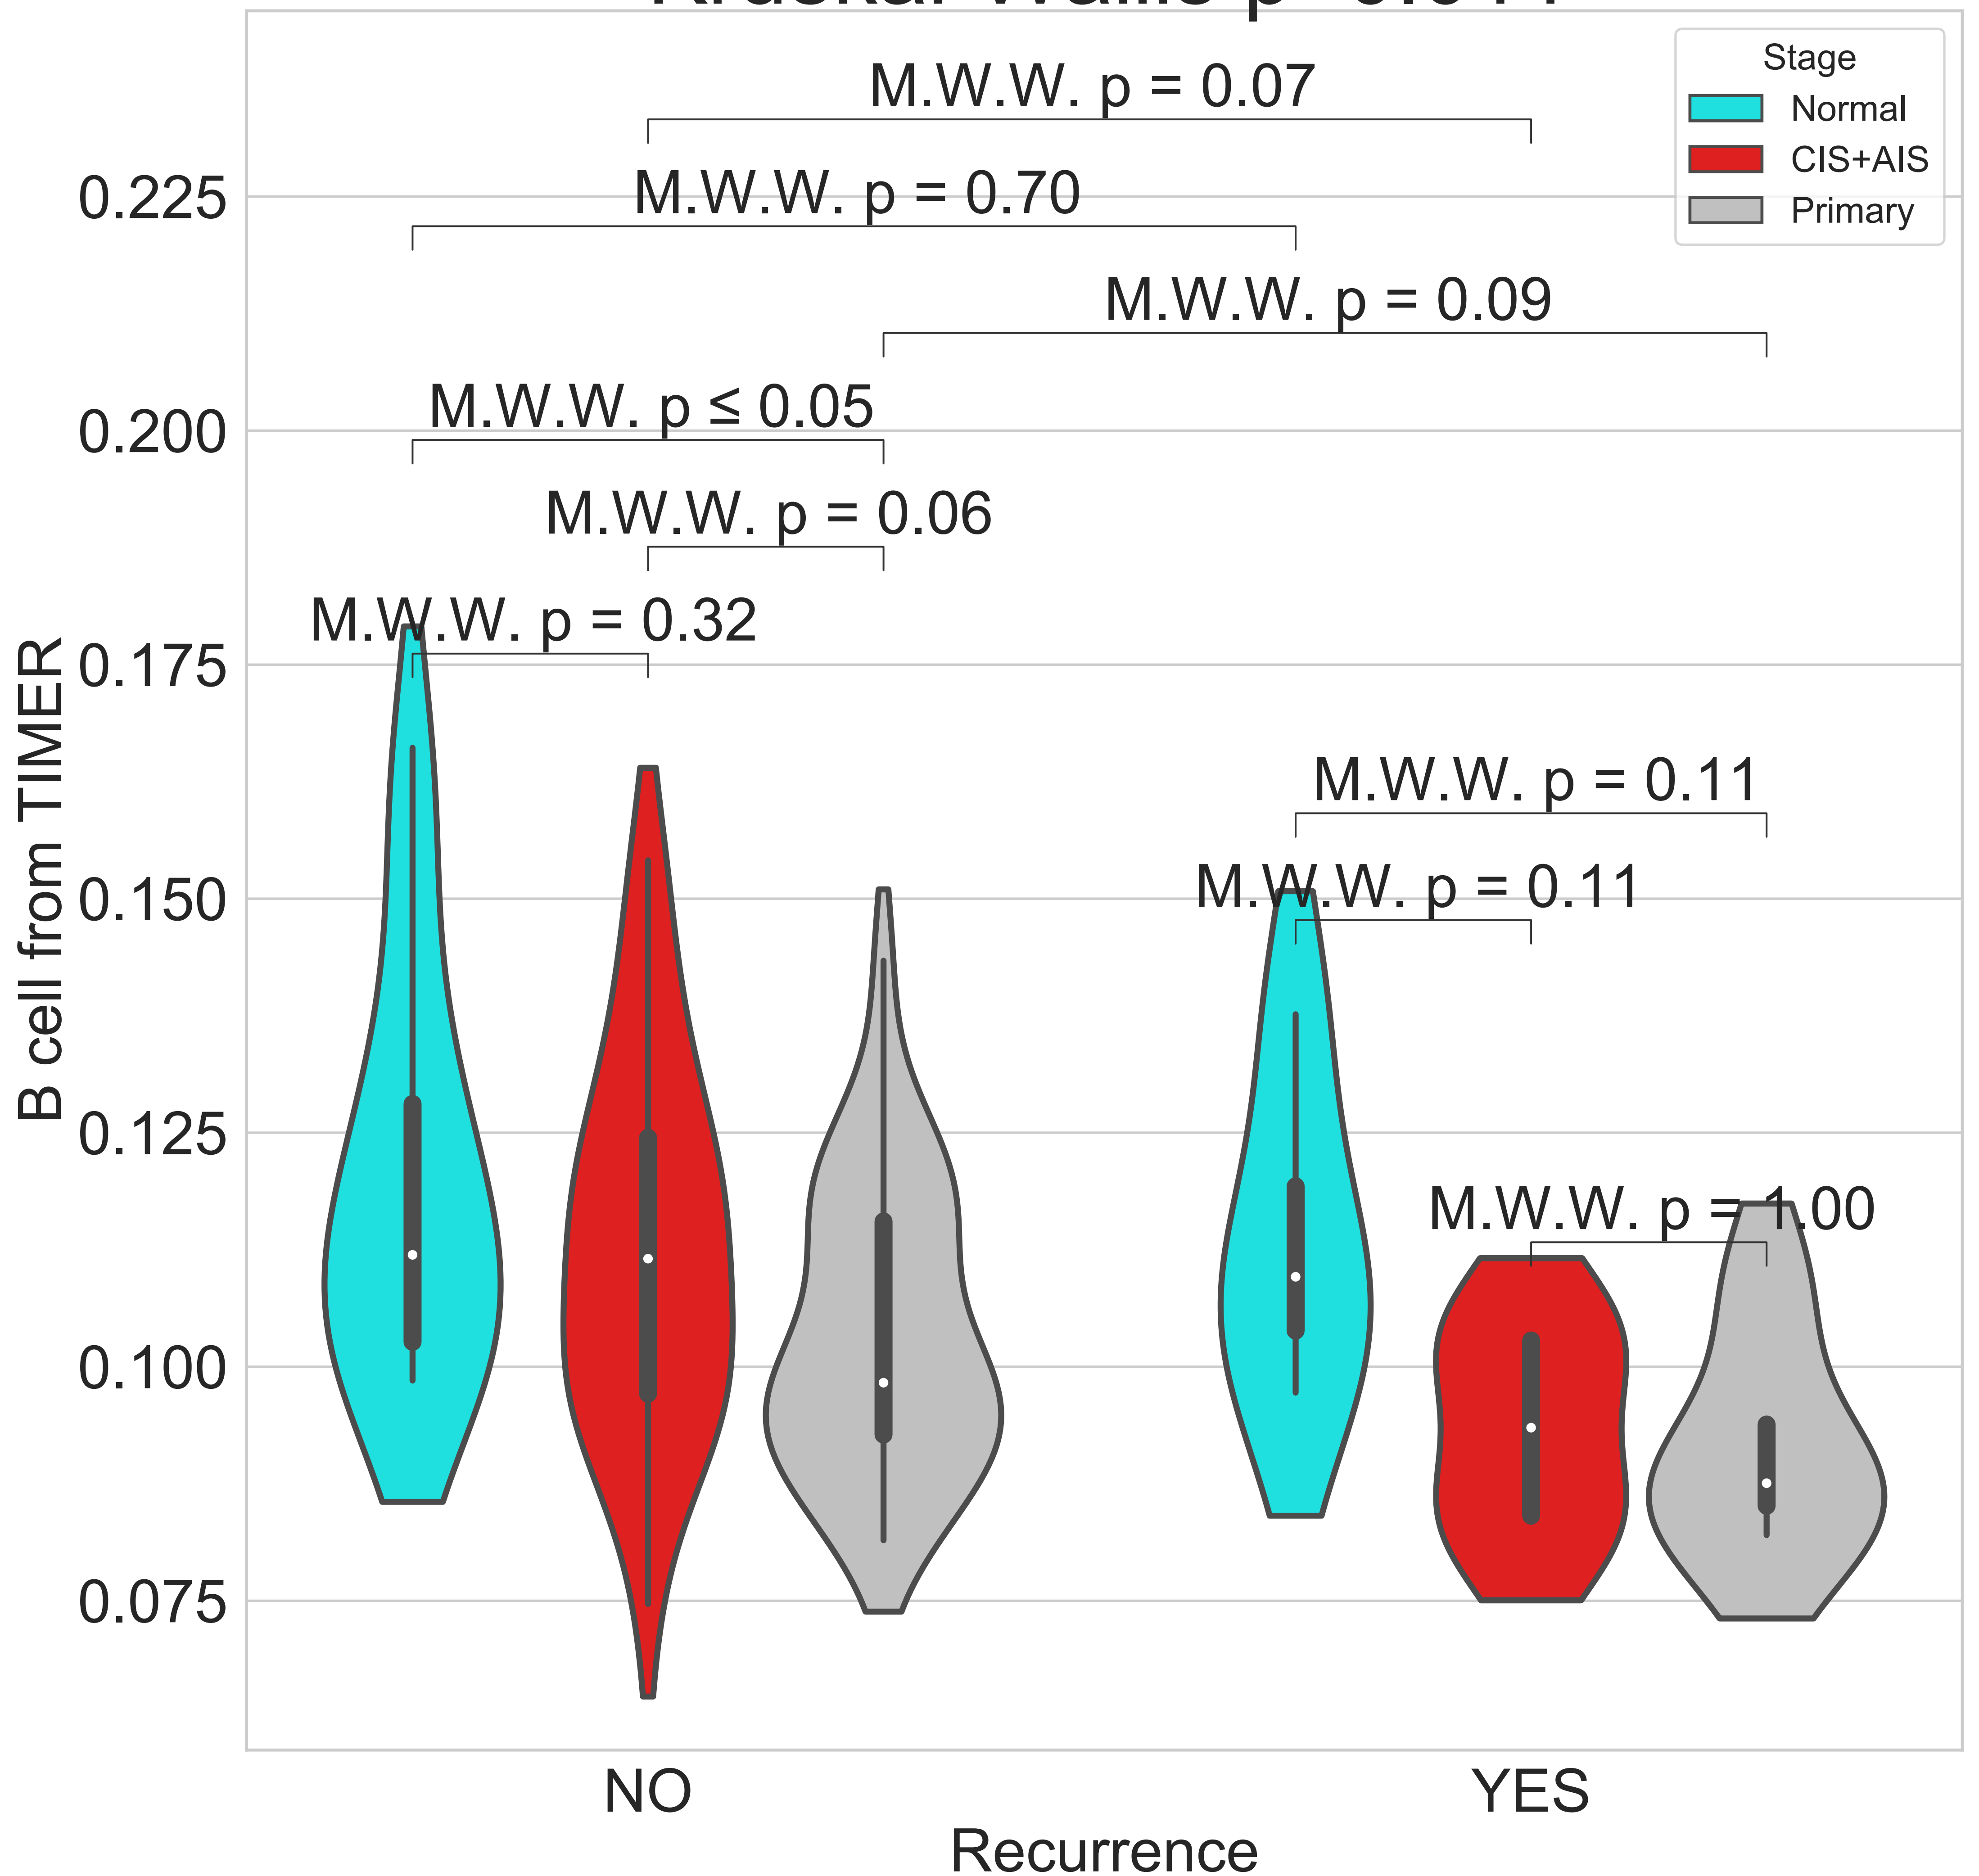 Stage
Normal
CIS+AIS
Primary
M.W.W. p = 0.07
M.W.W. p = 0.70
M.W.W. p = 0.09
M.W.W. p ≤ 0.05
M.W.W. p = 0.06
M.W.W. p = 0.32
M.W.W. p = 0.11
M.W.W. p = 0.11
M.W.W. p = 1.00
0.225
0.200
0.175
0.150
0.125
0.100
0.075
B cell from TIMER
NO
YES
Recurrence